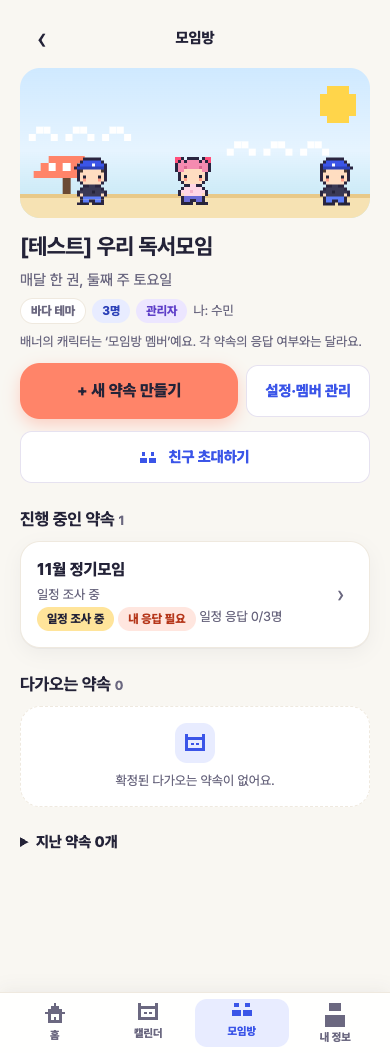 모임방
[테스트] 우리 독서모임
매달 한 권, 둘째 주 토요일
바다 테마 3명 관리자 나: 수민
배너의 캐릭터는 ‘모임방 멤버’예요. 각 약속의 응답 여부와는 달라요.
+ 새 약속 만들기 설정·멤버 관리
친구 초대하기
진행 중인 약속 1
11월 정기모임
일정 조사 중
일정 조사 중 내 응답 필요 일정 응답 0/3명
다가오는 약속 0
확정된 다가오는 약속이 없어요.
지난 약속 0개
홈 캘린더 모임방 내 정보